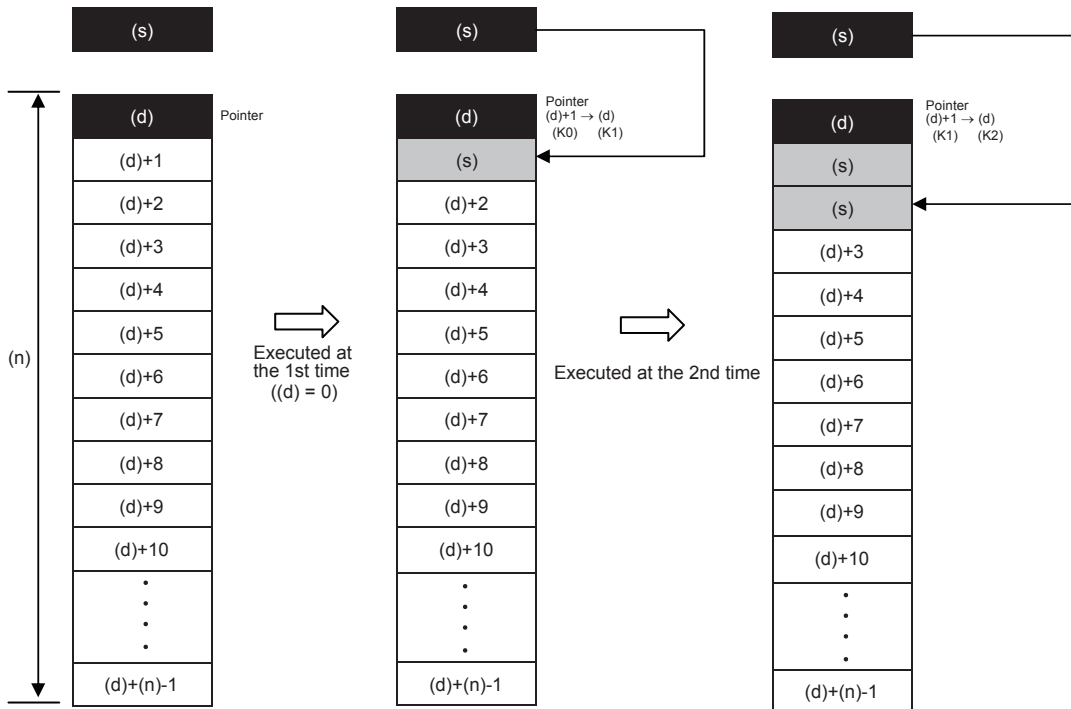 (s)
(d)
Pointer
(d)+1
(d)+2
(d)+3
(d)+4
(d)+5
(d)+6
(d)+7
(d)+8
(d)+9
(d)+10
(d)+(n)-1
(n)
Executed at
the 1st time
((d) = 0)
(s)
(d)
Pointer
(d)+1 → (d)
(K0) (K1)
(s)
(d)+2
(d)+3
(d)+4
(d)+5
(d)+6
(d)+7
(d)+8
(d)+9
(d)+10
(d)+(n)-1
Executed at the 2nd time
(s)
(d)
Pointer
(d)+1 → (d)
(K1) (K2)
(s)
(s)
(d)+3
(d)+4
(d)+5
(d)+6
(d)+7
(d)+8
(d)+9
(d)+10
(d)+(n)-1